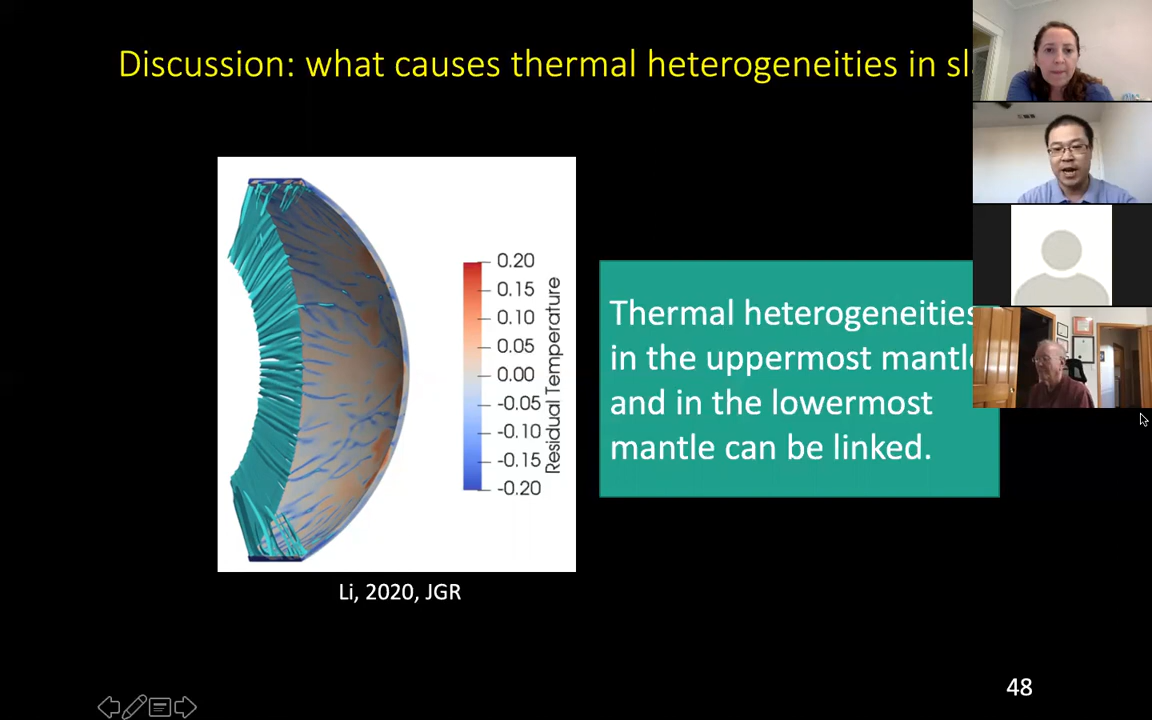 Discussion: what causes thermal heterogeneities in
0.20
0.15
0.10
0.05
0.00
-0.05
-0.10
-0.15
-0.20
Residual Temperature
Thermal heterogeneities
in the uppermost mantle
and in the lowermost
mantle can be linked.
Li, 2020, JGR
48